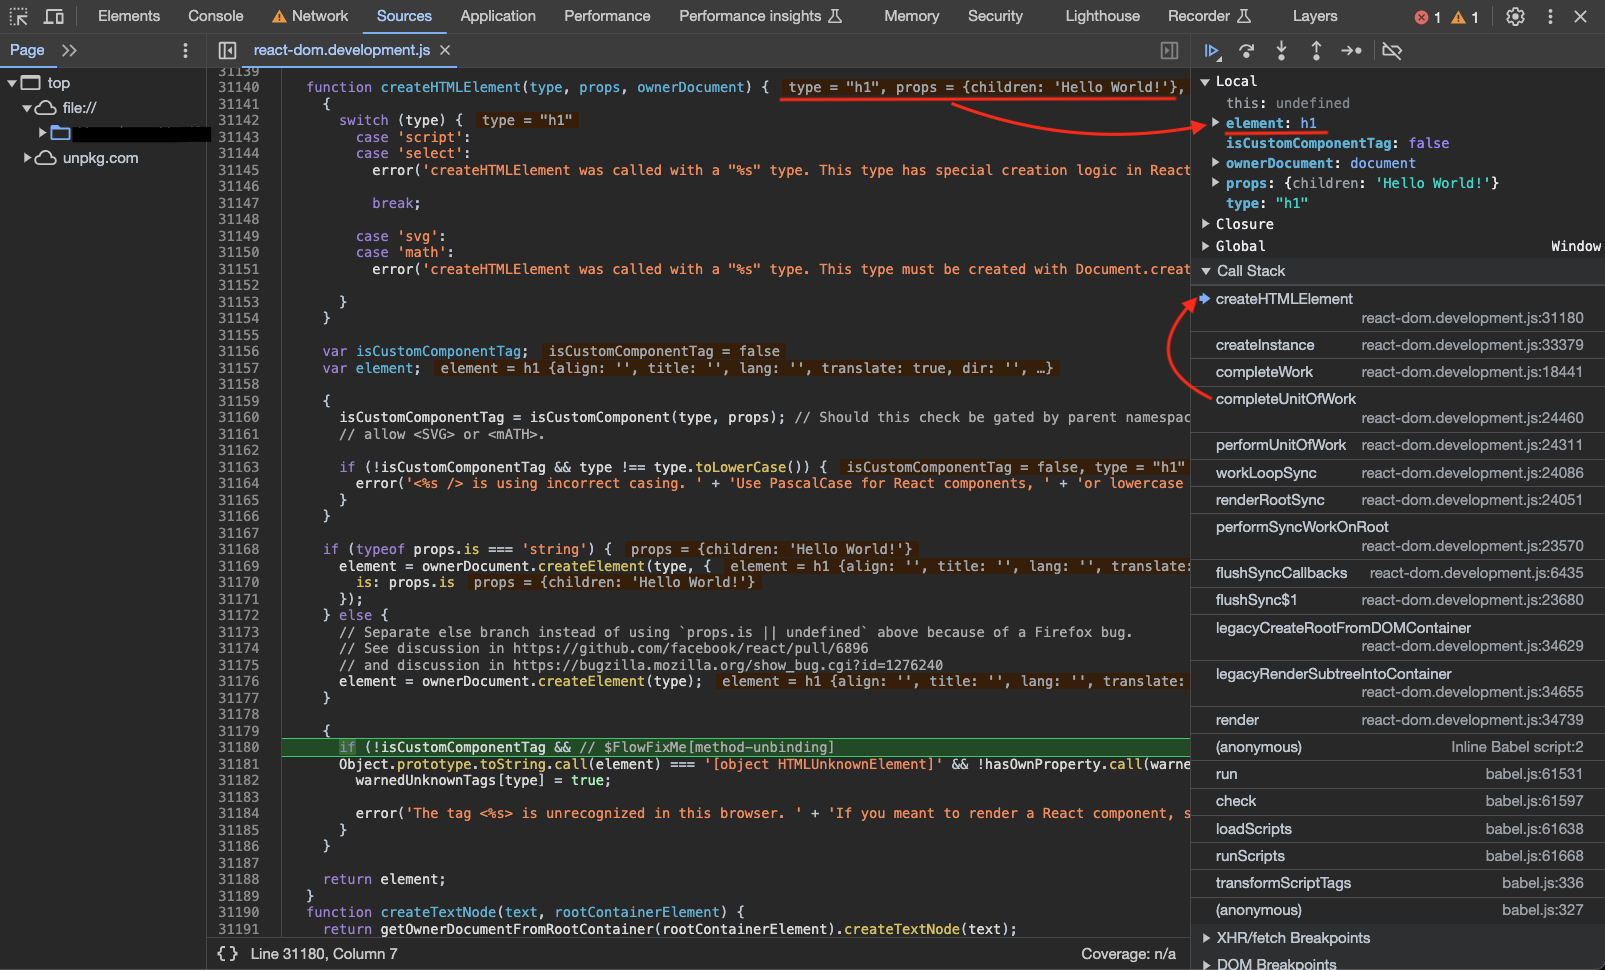 Elements Console Network Sources Application Performance Performance insights Memory Security Lighthouse Recorder Layers 1 1
Page
react-dom.development.js
top
file://
unpkg.com
31139
31140 function createHTMLElement(type, props, ownerDocument) { type = "h1", props = {children: 'Hello World!'},
31141 {
31142 switch (type) { type = "h1"
31143 case 'script':
31144 case 'select':
31145 error('createHTMLElement was called with a "%s" type. This type has special creation logic in React
31146
31147 break;
31148
31149 case 'svg':
31150 case 'math':
31151 error('createHTMLElement was called with a "%s" type. This type must be created with Document.creat
31152
31153 }
31154 }
31155
31156 var isCustomComponentTag; isCustomComponentTag = false
31157 var element; element = h1 {align: '', title: '', lang: '', translate: true, dir: '', …}
31158
31159 {
31160 isCustomComponentTag = isCustomComponent(type, props); // Should this check be gated by parent namespac
31161 // allow <SVG> or <mATH>.
31162
31163 if (!isCustomComponentTag && type !== type.toLowerCase()) { isCustomComponentTag = false, type = "h1"
31164 error('<%s /> is using incorrect casing. ' + 'Use PascalCase for React components, ' + 'or lowercase
31165 }
31166 }
31167
31168 if (typeof props.is === 'string') { props = {children: 'Hello World!'}
31169 element = ownerDocument.createElement(type, { element = h1 {align: '', title: '', lang: '', translate:
31170 is: props.is props = {children: 'Hello World!'}
31171 });
31172 } else {
31173 // Separate else branch instead of using `props.is || undefined` above because of a Firefox bug.
31174 // See discussion in https://github.com/facebook/react/pull/6896
31175 // and discussion in https://bugzilla.mozilla.org/show_bug.cgi?id=1276240
31176 element = ownerDocument.createElement(type); element = h1 {align: '', title: '', lang: '', translate:
31177 }
31178
31179 {
31180 if (!isCustomComponentTag && // $FlowFixMe[method-unbinding]
31181 Object.prototype.toString.call(element) === '[object HTMLUnknownElement]' && !hasOwnProperty.call(warne
31182 warnedUnknownTags[type] = true;
31183
31184 error('The tag <%s> is unrecognized in this browser. ' + 'If you meant to render a React component, s
31185 }
31186 }
31187
31188 return element;
31189 }
31190 function createTextNode(text, rootContainerElement) {
31191 return getOwnerDocumentFromRootContainer(rootContainerElement).createTextNode(text);
{} Line 31180, Column 7 Coverage: n/a
Local
this: undefined
element: h1
isCustomComponentTag: false
ownerDocument: document
props: {children: 'Hello World!'}
type: "h1"
Closure
Global Window
Call Stack
createHTMLElement
react-dom.development.js:31180
createInstance react-dom.development.js:33379
completeWork react-dom.development.js:18441
completeUnitOfWork
react-dom.development.js:24460
performUnitOfWork react-dom.development.js:24311
workLoopSync react-dom.development.js:24086
renderRootSync react-dom.development.js:24051
performSyncWorkOnRoot
react-dom.development.js:23570
flushSyncCallbacks react-dom.development.js:6435
flushSync$1 react-dom.development.js:23680
legacyCreateRootFromDOMContainer
react-dom.development.js:34629
legacyRenderSubtreeIntoContainer
react-dom.development.js:34655
render react-dom.development.js:34739
(anonymous) Inline Babel script:2
run babel.js:61531
check babel.js:61597
loadScripts babel.js:61638
runScripts babel.js:61668
transformScriptTags babel.js:336
(anonymous) babel.js:327
XHR/fetch Breakpoints
DOM Breakpoints